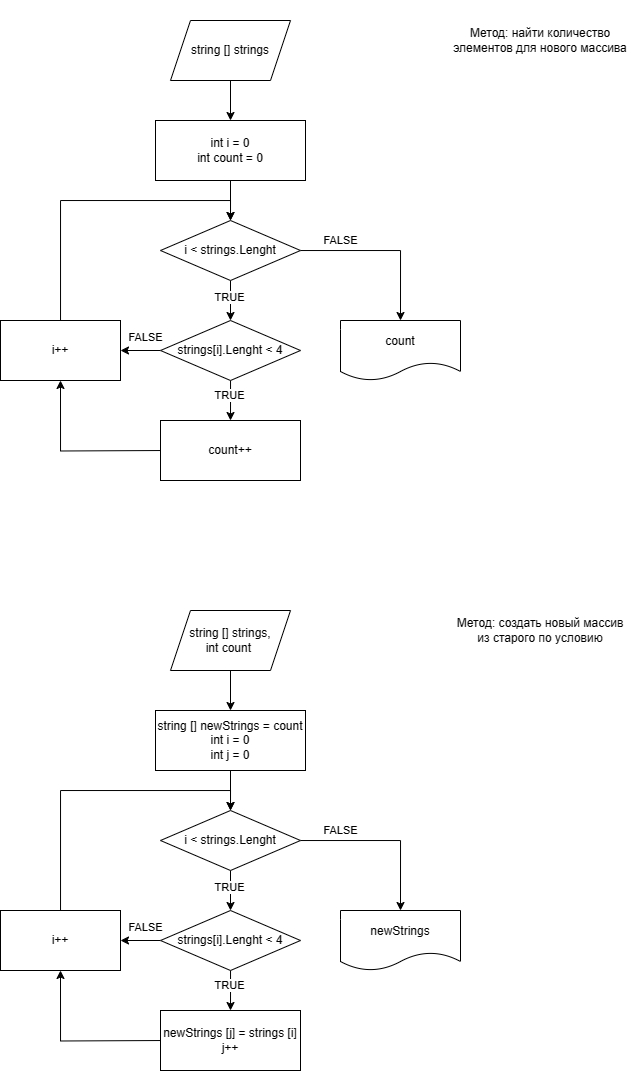 string [] strings
Метод: найти количество
элементов для нового массива
int i = 0
int count = 0
i < strings.Lenght
FALSE
TRUE
i++
FALSE
strings[i].Lenght < 4
count
TRUE
count++
string [] strings,
int count
Метод: создать новый массив
из старого по условию
string [] newStrings = count
int i = 0
int j = 0
i < strings.Lenght
FALSE
TRUE
i++
FALSE
strings[i].Lenght < 4
newStrings
TRUE
newStrings [j] = strings [i]
j++